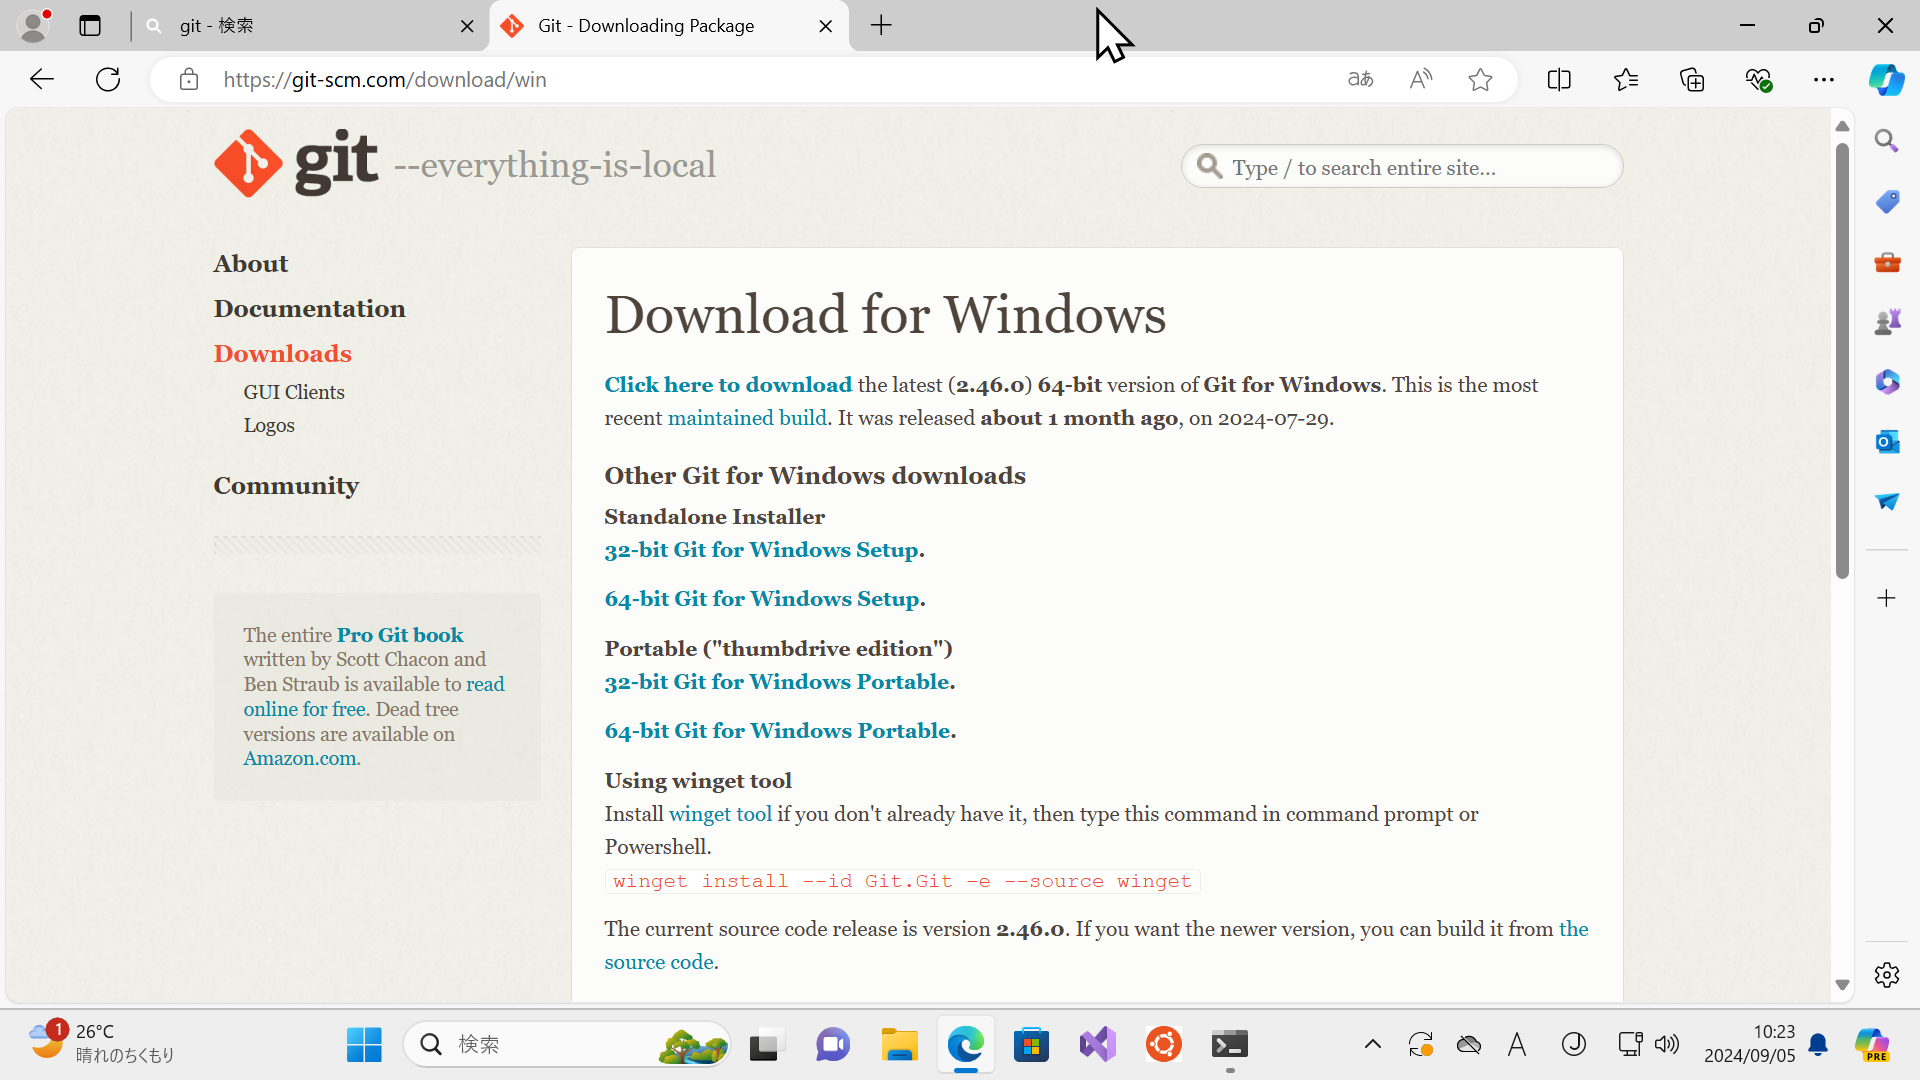 git - 検索
Git - Downloading Package
https://git-scm.com/download/win
aあ
git --everything-is-local
Type / to search entire site...
About
Documentation
Downloads
GUI Clients
Logos
Community
The entire Pro Git book
written by Scott Chacon and
Ben Straub is available to read
online for free. Dead tree
versions are available on
Amazon.com.
Download for Windows
Click here to download the latest (2.46.0) 64-bit version of Git for Windows. This is the most
recent maintained build. It was released about 1 month ago, on 2024-07-29.
Other Git for Windows downloads
Standalone Installer
32-bit Git for Windows Setup.
64-bit Git for Windows Setup.
Portable ("thumbdrive edition")
32-bit Git for Windows Portable.
64-bit Git for Windows Portable.
Using winget tool
Install winget tool if you don't already have it, then type this command in command prompt or
Powershell.
winget install --id Git.Git -e --source winget
The current source code release is version 2.46.0. If you want the newer version, you can build it from the
source code.
1
26°C
晴れのちくもり
検索
A
J
10:23
2024/09/05
PRE